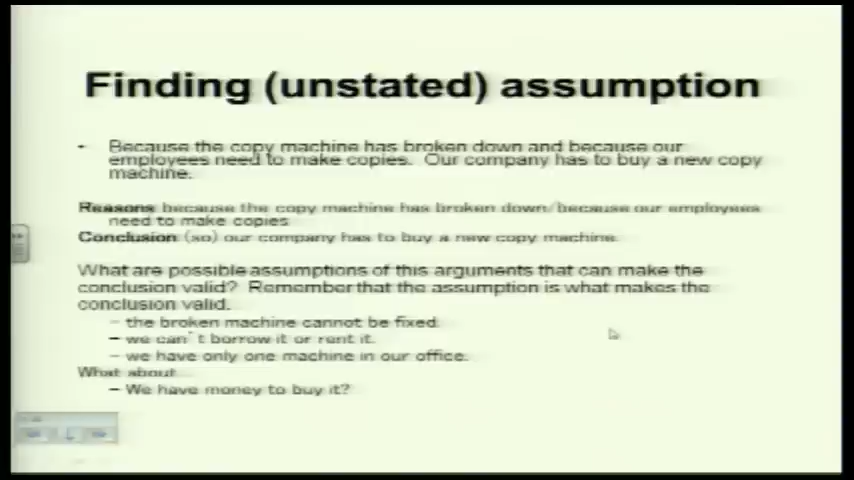 Finding (unstated) assumption
• Because the copy machine has broken down and because our
employees need to make copies. Our company has to buy a new copy
machine.
Reasons because the copy machine has broken down/because our employees
need to make copies
Conclusion (so) our company has to buy a new copy machine.
What are possible assumptions of this arguments that can make the
conclusion valid? Remember that the assumption is what makes the
conclusion valid.
– the broken machine cannot be fixed.
– we can't borrow it or rent it.
– we have only one machine in our office.
What about...
– We have money to buy it?